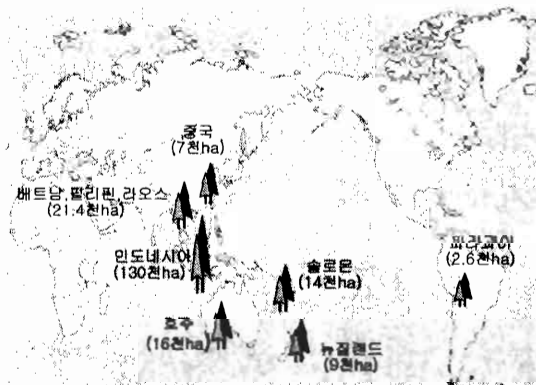 중국
(7천ha)
베트남,필리핀,라오스
(21.4천ha)
인도네시아
(130천ha)
솔로몬
(14천ha)
파라과이
(2.6천ha)
호주
(16천ha)
뉴질랜드
(9천ha)